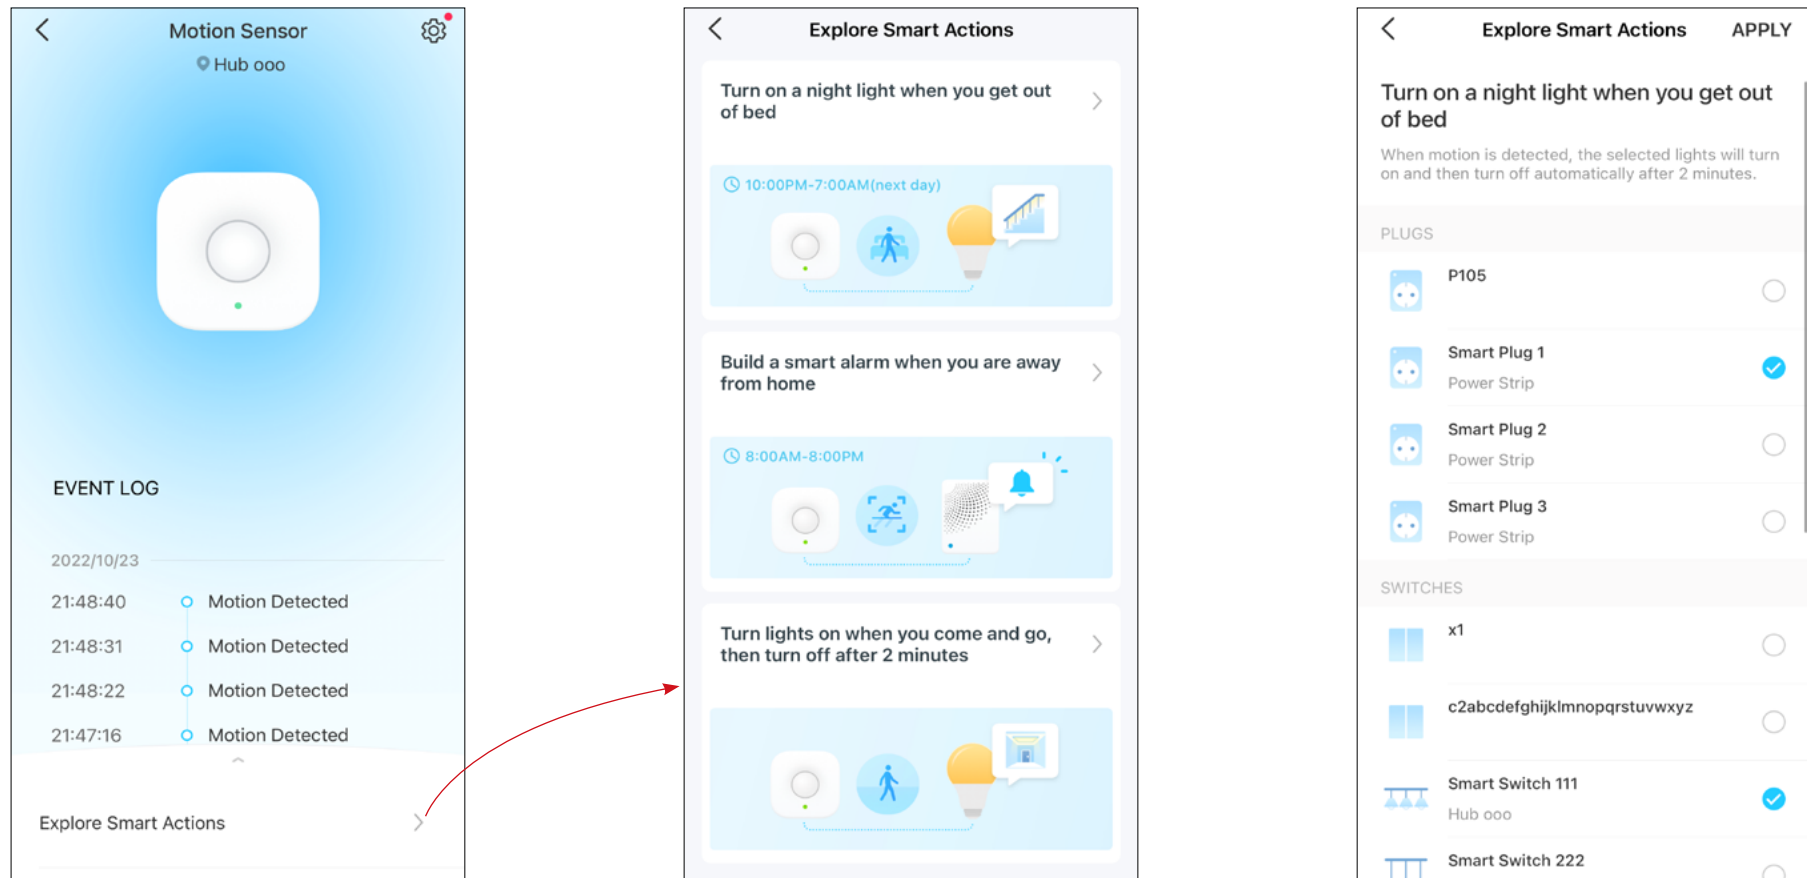 Motion Sensor
Hub ooo
EVENT LOG
2022/10/23
21:48:40 Motion Detected
21:48:31 Motion Detected
21:48:22 Motion Detected
21:47:16 Motion Detected
Explore Smart Actions
Explore Smart Actions
Turn on a night light when you get out
of bed
10:00PM-7:00AM(next day)
Build a smart alarm when you are away
from home
8:00AM-8:00PM
Turn lights on when you come and go,
then turn off after 2 minutes
Explore Smart Actions APPLY
Turn on a night light when you get out
of bed
When motion is detected, the selected lights will turn
on and then turn off automatically after 2 minutes.
PLUGS
P105
Smart Plug 1
Power Strip
Smart Plug 2
Power Strip
Smart Plug 3
Power Strip
SWITCHES
x1
c2abcdefghijklmnopqrstuvwxyz
Smart Switch 111
Hub ooo
Smart Switch 222